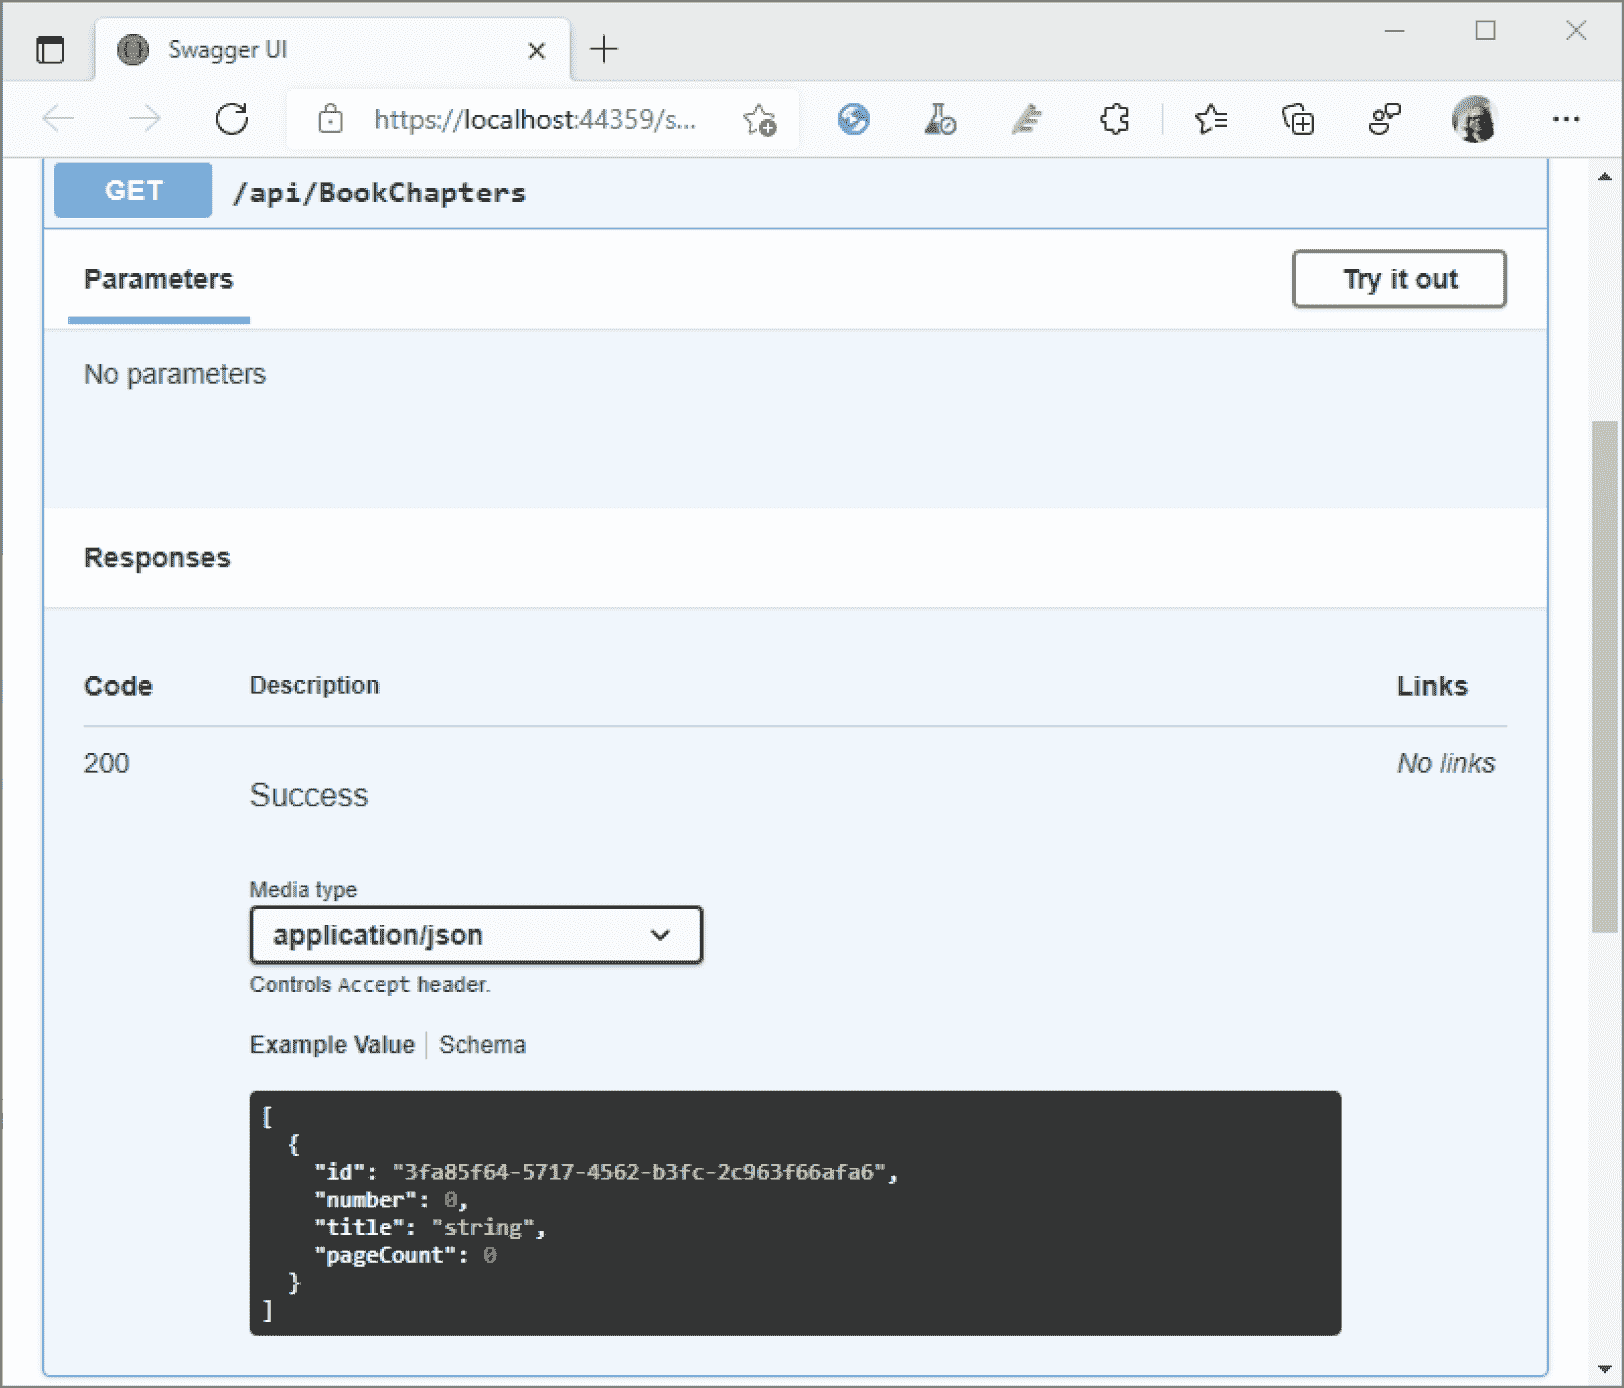 Swagger UI
https://localhost:44359/s...
GET /api/BookChapters
Parameters
Try it out
No parameters
Responses
Code Description Links
200 No links
Success
Media type
application/json
Controls Accept header.
Example Value Schema
[
  {
    "id": "3fa85f64-5717-4562-b3fc-2c963f66afa6",
    "number": 0,
    "title": "string",
    "pageCount": 0
  }
]